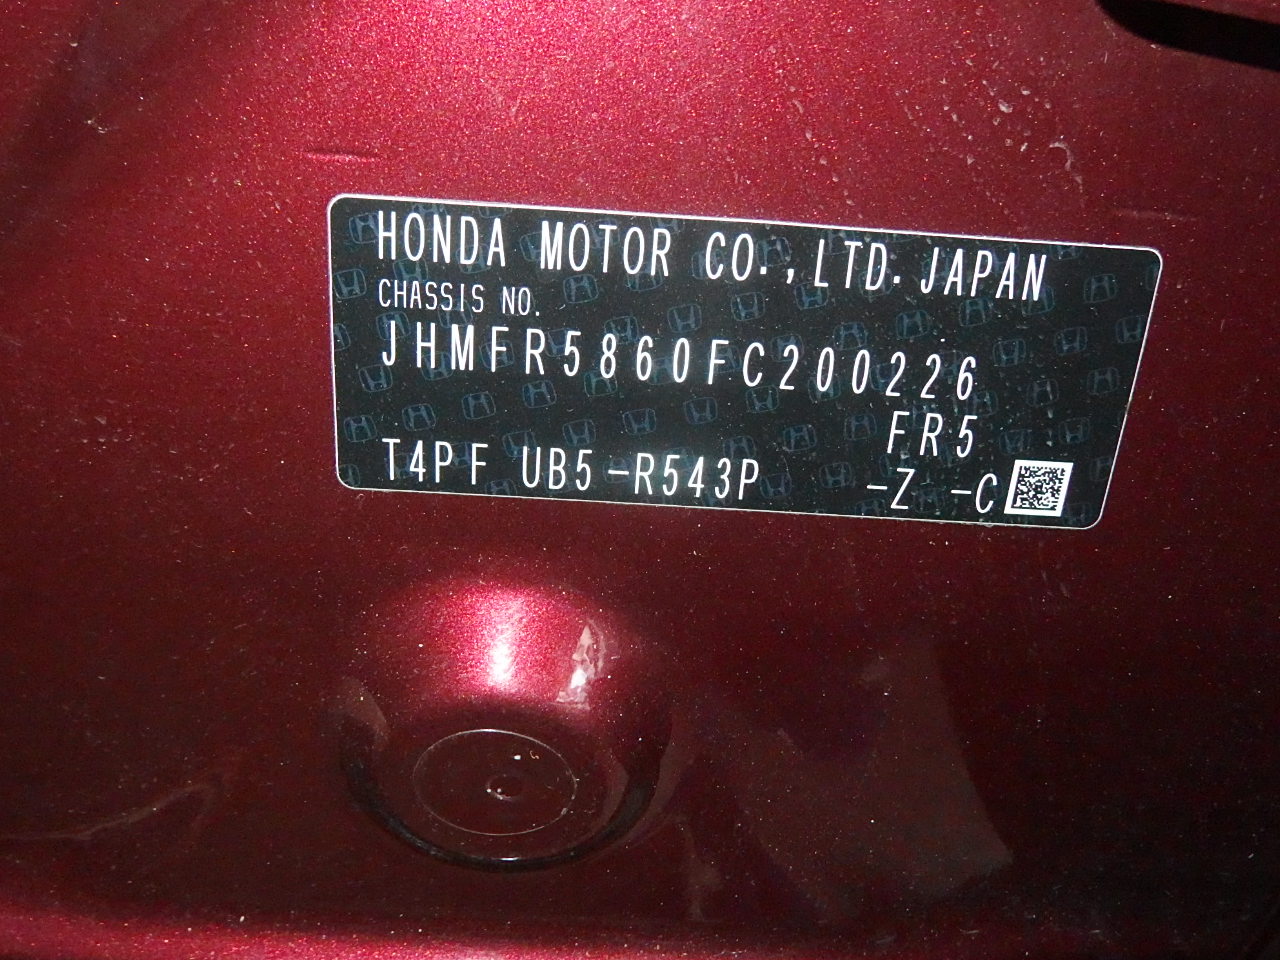 HONDA MOTOR CO.,LTD. JAPAN
CHASSIS NO.
JHMFR5860FC200226
FR5
T4PF UB5-R543P -Z -C